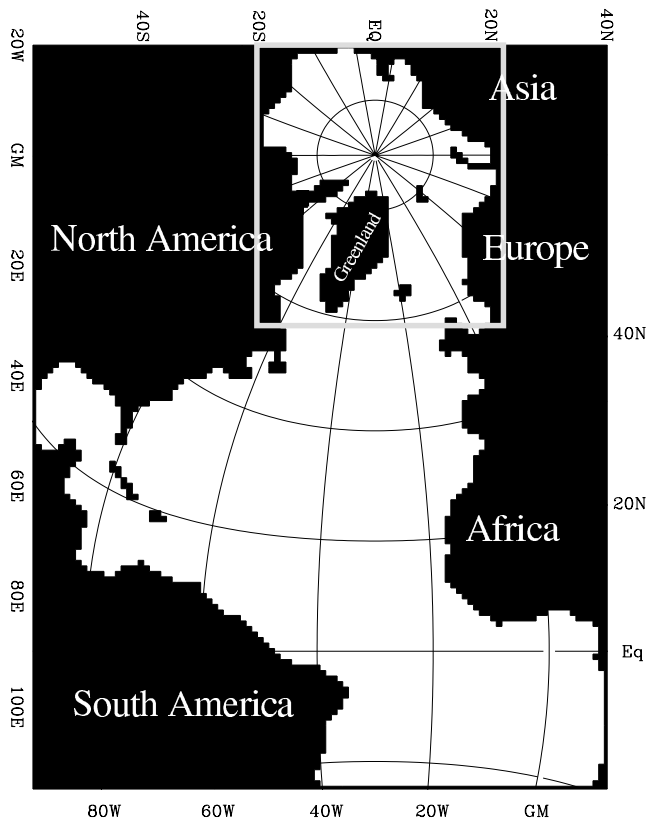 40S 20S EQ 20N 40N
20W
Asia
GM
North America
Greenland
Europe
20E
40N
40E
60E
20N
Africa
80E
Eq
100E
South America
80W 60W 40W 20W GM